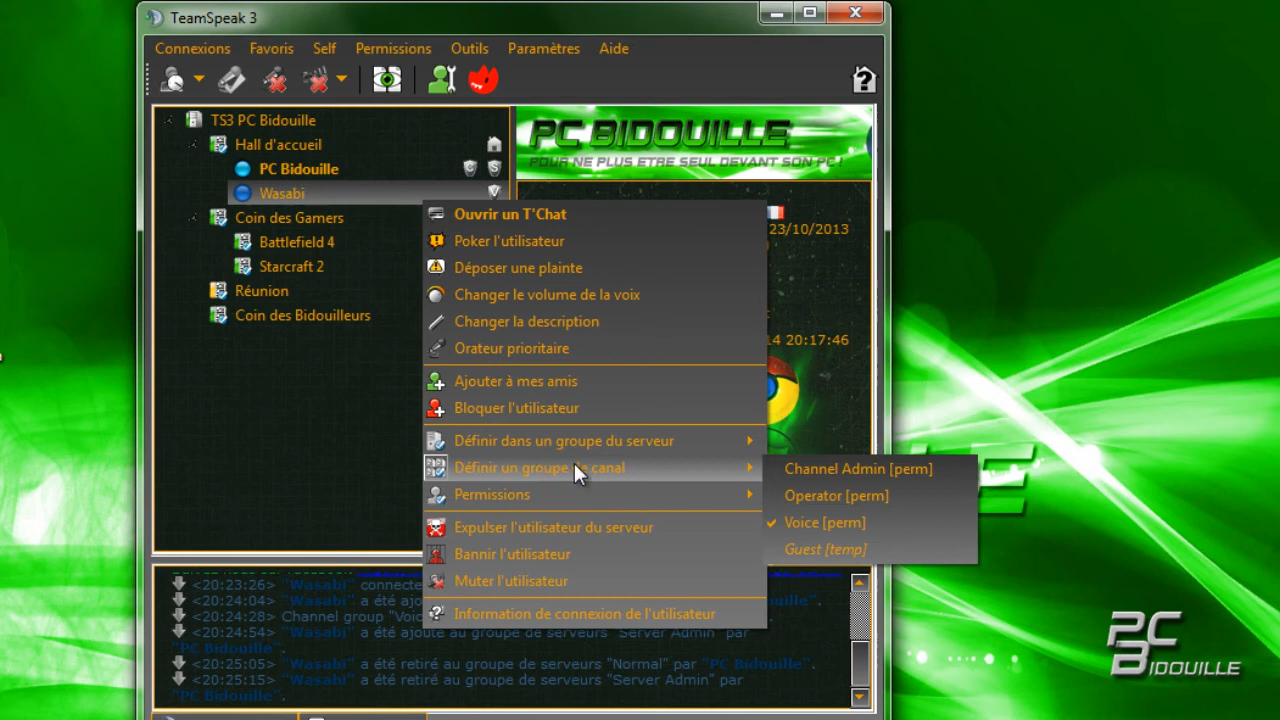 TeamSpeak 3
Connexions Favoris Self Permissions Outils Paramètres Aide
TS3 PC Bidouille
Hall d'accueil
PC Bidouille
Wasabi
Coin des Gamers
Battlefield 4
Starcraft 2
Réunion
Coin des Bidouilleurs
PC BIDOUILLE
POUR NE PLUS ETRE SEUL DEVANT SON PC !
23/10/2013
14 20:17:46
Ouvrir un T'Chat
Poker l'utilisateur
Déposer une plainte
Changer le volume de la voix
Changer la description
Orateur prioritaire
Ajouter à mes amis
Bloquer l'utilisateur
Définir dans un groupe du serveur
Définir un groupe de canal
Permissions
Expulser l'utilisateur du serveur
Bannir l'utilisateur
Muter l'utilisateur
Information de connexion de l'utilisateur
Channel Admin [perm]
Operator [perm]
Voice [perm]
Guest [temp]
<20:23:26> "Wasabi" connecte
<20:24:04> "Wasabi" a été ajo
<20:24:28> Channel group "Voic
<20:24:54> "Wasabi" a été ajouté au groupe de serveurs "Server Admin" par
"PC Bidouille".
<20:25:05> "Wasabi" a été retiré au groupe de serveurs "Normal" par "PC Bidouille".
<20:25:15> "Wasabi" a été retiré au groupe de serveurs "Server Admin" par
"PC Bidouille".
PC
BIDOUILLE